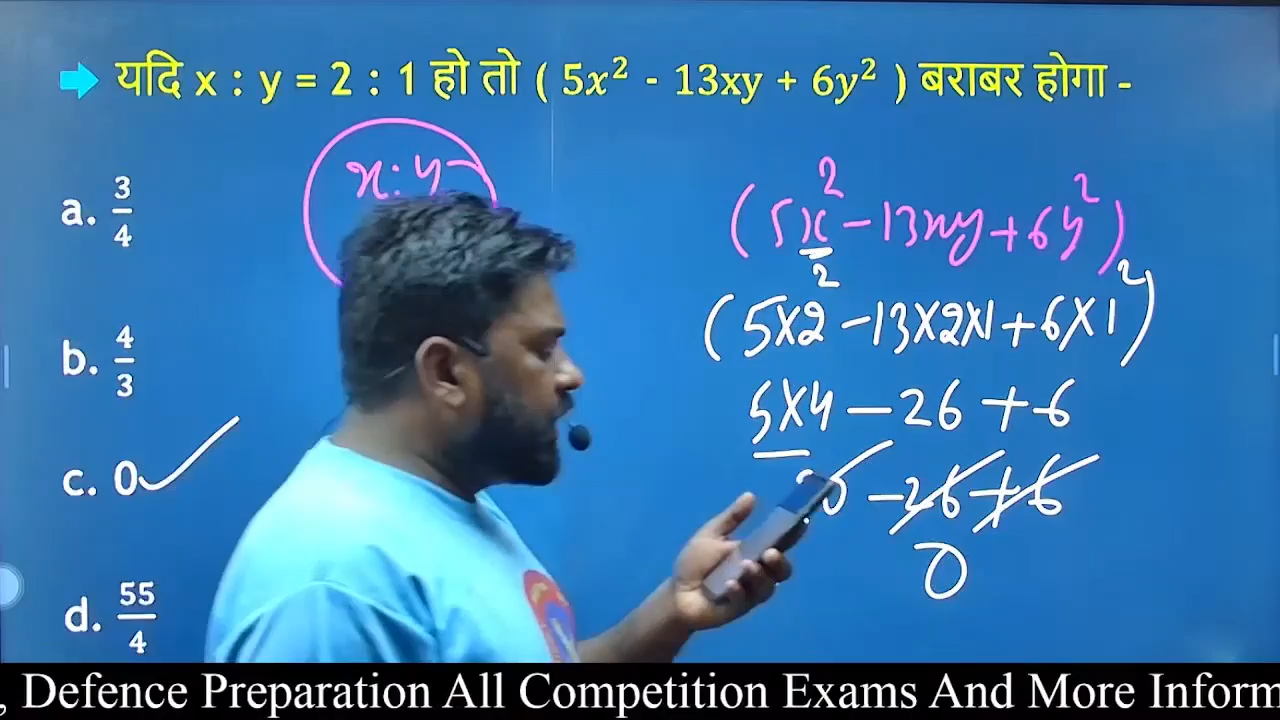 यदि x : y = 2 : 1 हो तो ( 5x² - 13xy + 6y² ) बराबर होगा -
x : y
a. 3/4
(5x² - 13xy + 6y²)
(5×2² - 13×2×1 + 6×1²)
b. 4/3
5×4 - 26 + 6
c. 0
- 26 + 6
0
d. 55/4
, Defence Preparation All Competition Exams And More Inform